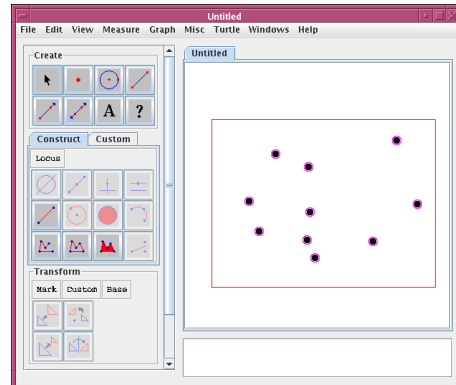 Untitled
File Edit View Measure Graph Misc Turtle Windows Help
Create
A ?
Construct Custom
Locus
Transform
Mark Custom Base
Untitled